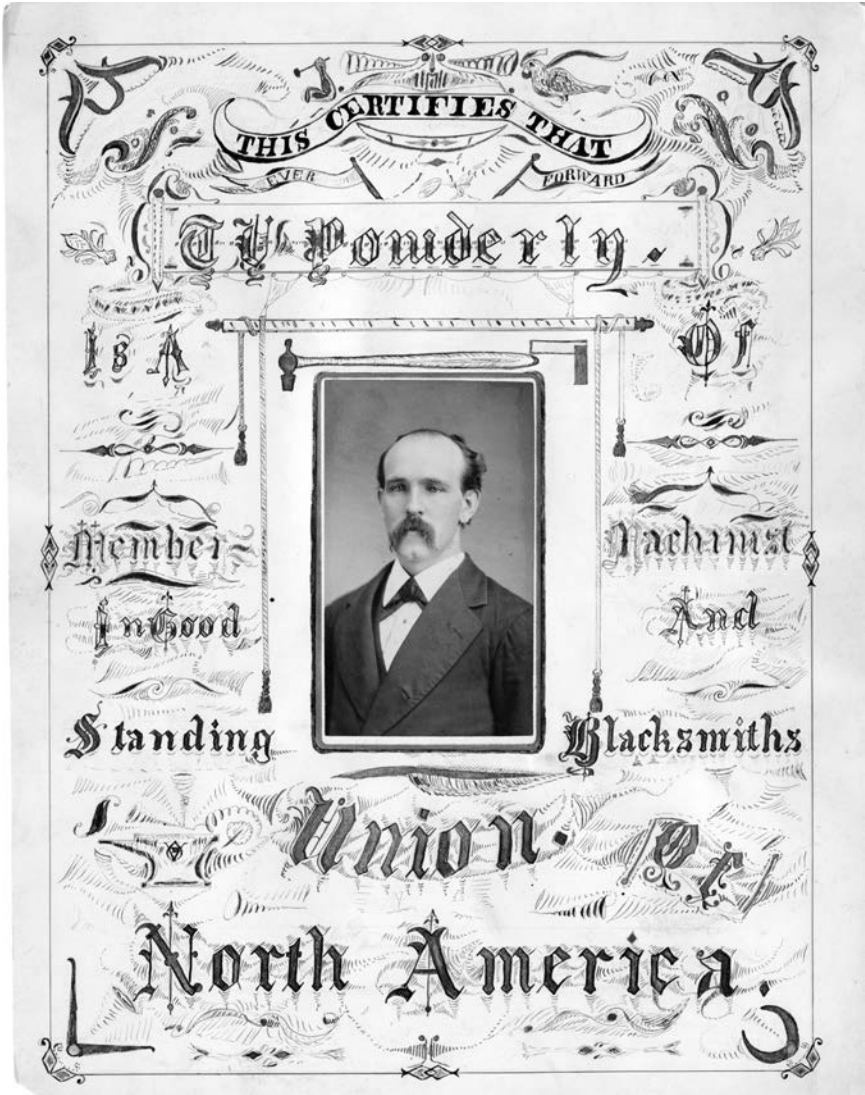 THIS CERTIFIES THAT
EVER FORWARD
T V Powderly.
Is A
Member
In Good
Standing
Of
Machinist
And
Blacksmiths
Union. Of
North America.